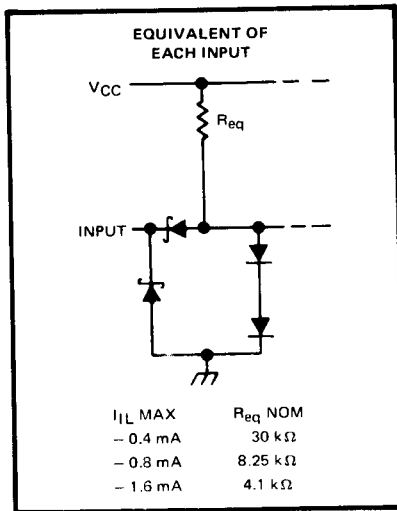 EQUIVALENT OF
EACH INPUT
VCC
Req
INPUT
IIL MAX Req NOM
– 0.4 mA 30 kΩ
– 0.8 mA 8.25 kΩ
– 1.6 mA 4.1 kΩ